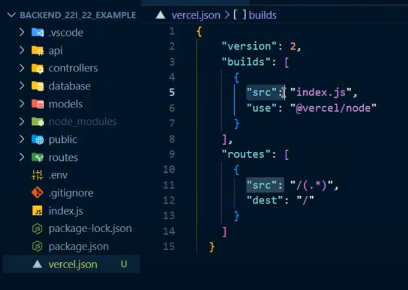 BACKEND_22I_22_EXAMPLE
.vscode
api
controllers
database
models
node_modules
public
routes
.env
.gitignore
index.js
package-lock.json
package.json
vercel.json U
vercel.json > [ ] builds
1 {
2 "version": 2,
3 "builds": [
4 {
5 "src": "index.js",
6 "use": "@vercel/node"
7 }
8 ],
9 "routes": [
10 {
11 "src": "/(.*)",
12 "dest": "/"
13 }
14 ]
15 }